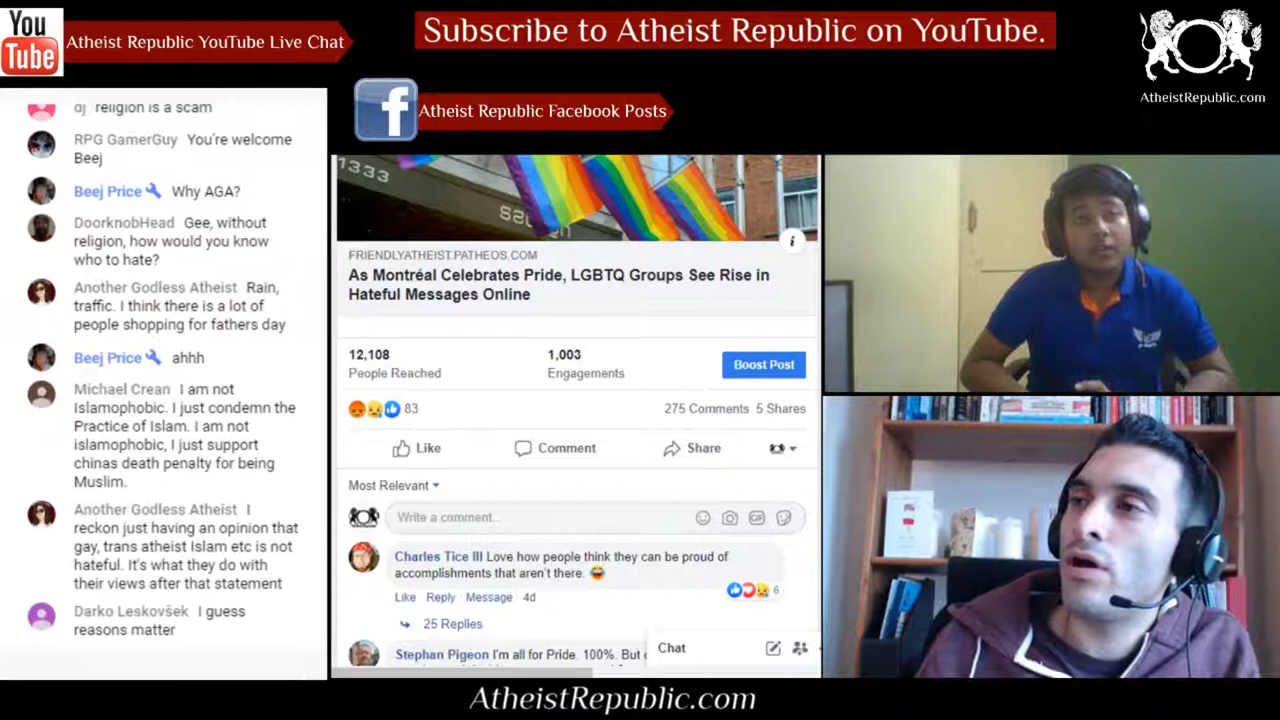 You
Tube
Atheist Republic YouTube Live Chat
Subscribe to Atheist Republic on YouTube.
AtheistRepublic.com
f
Atheist Republic Facebook Posts
dj religion is a scam
RPG GamerGuy You're welcome
Beej
Beej Price Why AGA?
DoorknobHead Gee, without
religion, how would you know
who to hate?
Another Godless Atheist Rain,
traffic. I think there is a lot of
people shopping for fathers day
Beej Price ahhh
Michael Crean I am not
Islamophobic. I just condemn the
Practice of Islam. I am not
islamophobic, I just support
chinas death penalty for being
Muslim.
Another Godless Atheist I
reckon just having an opinion that
gay, trans atheist Islam etc is not
hateful. It's what they do with
their views after that statement
Darko Leskovšek I guess
reasons matter
1333
FRIENDLYATHEIST.PATHEOS.COM
i
As Montréal Celebrates Pride, LGBTQ Groups See Rise in
Hateful Messages Online
12,108
People Reached
1,003
Engagements
Boost Post
83
275 Comments 5 Shares
Like
Comment
Share
Most Relevant
Write a comment...
GIF
Charles Tice III Love how people think they can be proud of
accomplishments that aren't there.
Like Reply Message 4d
6
25 Replies
Stephan Pigeon I'm all for Pride. 100%. But
Chat
AtheistRepublic.com